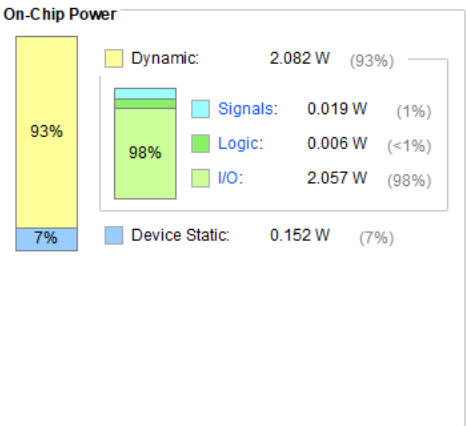 On-Chip Power
Dynamic: 2.082 W (93%)
93%
98%
Signals: 0.019 W (1%)
Logic: 0.006 W (<1%)
I/O: 2.057 W (98%)
7%
Device Static: 0.152 W (7%)